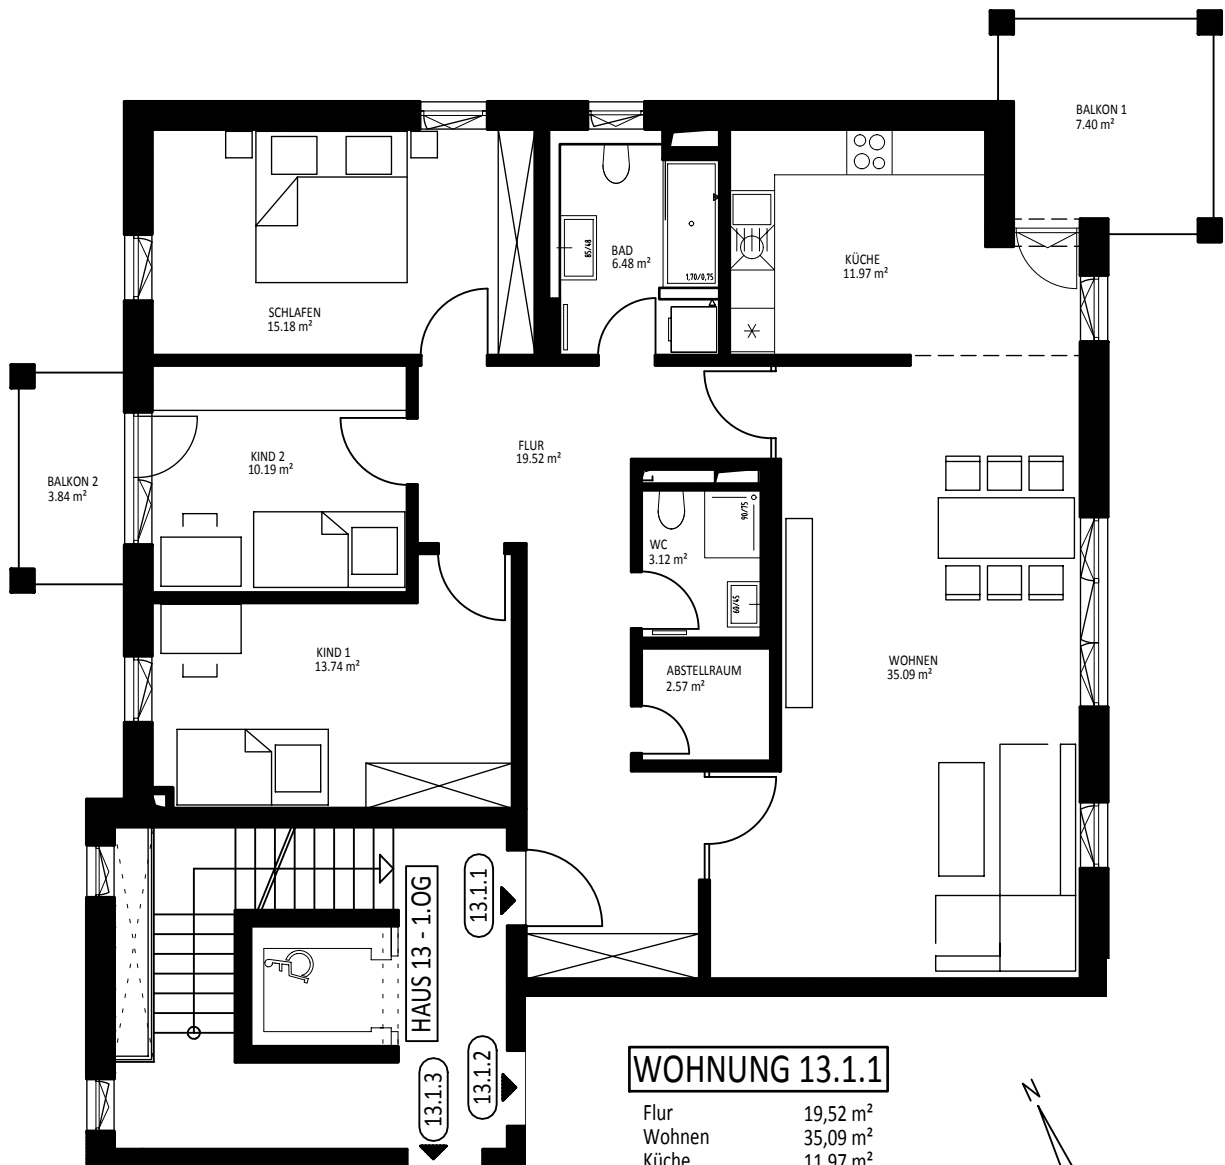 BALKON 1
7.40 m²
BAD
6.48 m²
85/48
1,70/0,75
KÜCHE
11.97 m²
SCHLAFEN
15.18 m²
FLUR
19.52 m²
KIND 2
10.19 m²
BALKON 2
3.84 m²
WC
3.12 m²
90/75
60/45
KIND 1
13.74 m²
ABSTELLRAUM
2.57 m²
WOHNEN
35.09 m²
HAUS 13 - 1.OG
13.1.1
13.1.2
13.1.3
WOHNUNG 13.1.1
Flur 19,52 m²
Wohnen 35,09 m²
Küche 11,97 m²
N